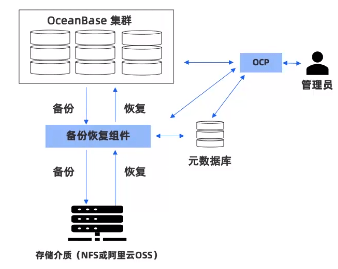 OceanBase 集群
OCP
管理员
备份
恢复
备份恢复组件
元数据库
备份
恢复
存储介质（NFS或阿里云OSS）